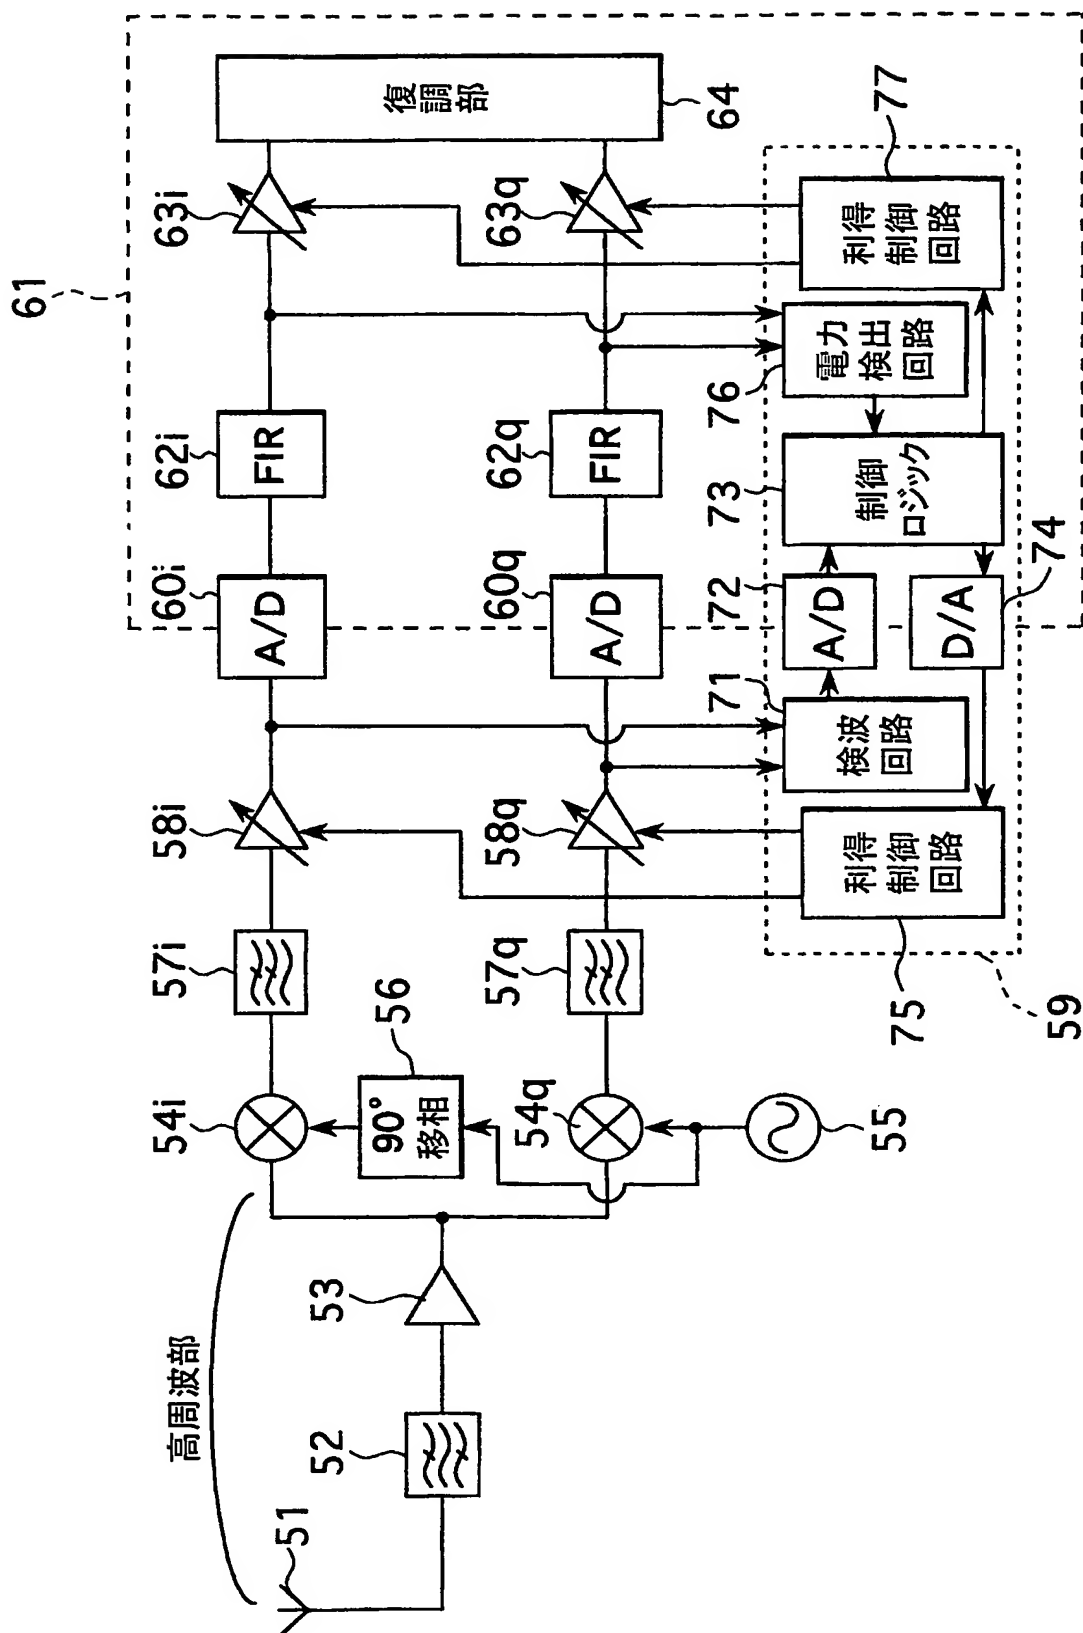 61
高周波部
51
52
53
54i
90°
移相
56
54q
55
57i
57q
58i
58q
60i
A/D
60q
A/D
62i
FIR
62q
FIR
63i
63q
復調部
64
71
検波
回路
72
A/D
73
制御
ロジック
D/A
74
利得
制御
回路
75
76
電力
検出
回路
利得
制御
回路
77
59